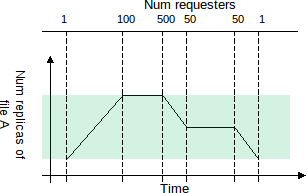 Num requesters
1 100 500 50 50 1
Num replicas of
file A
Time